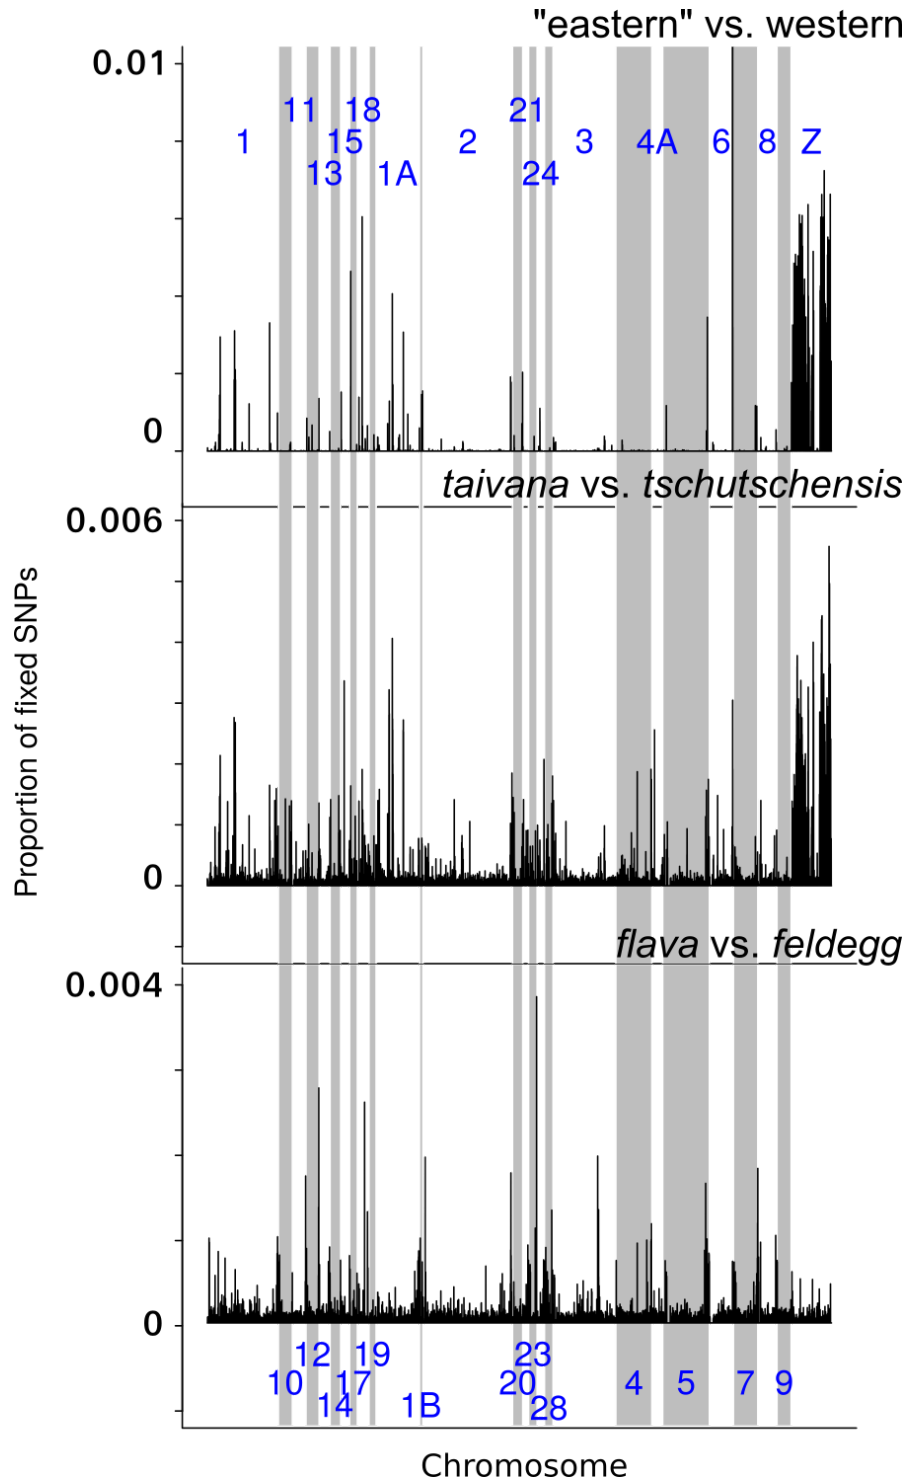 "eastern" vs. western
0.01
11 18 21
1 15 2 3 4A 6 8 Z
13 1A 24
0
taivana vs. tschutschensis
0.006
Proportion of fixed SNPs
0
flava vs. feldegg
0.004
0
12 19 23
10 17 20 4 5 7 9
14 1B 28
Chromosome